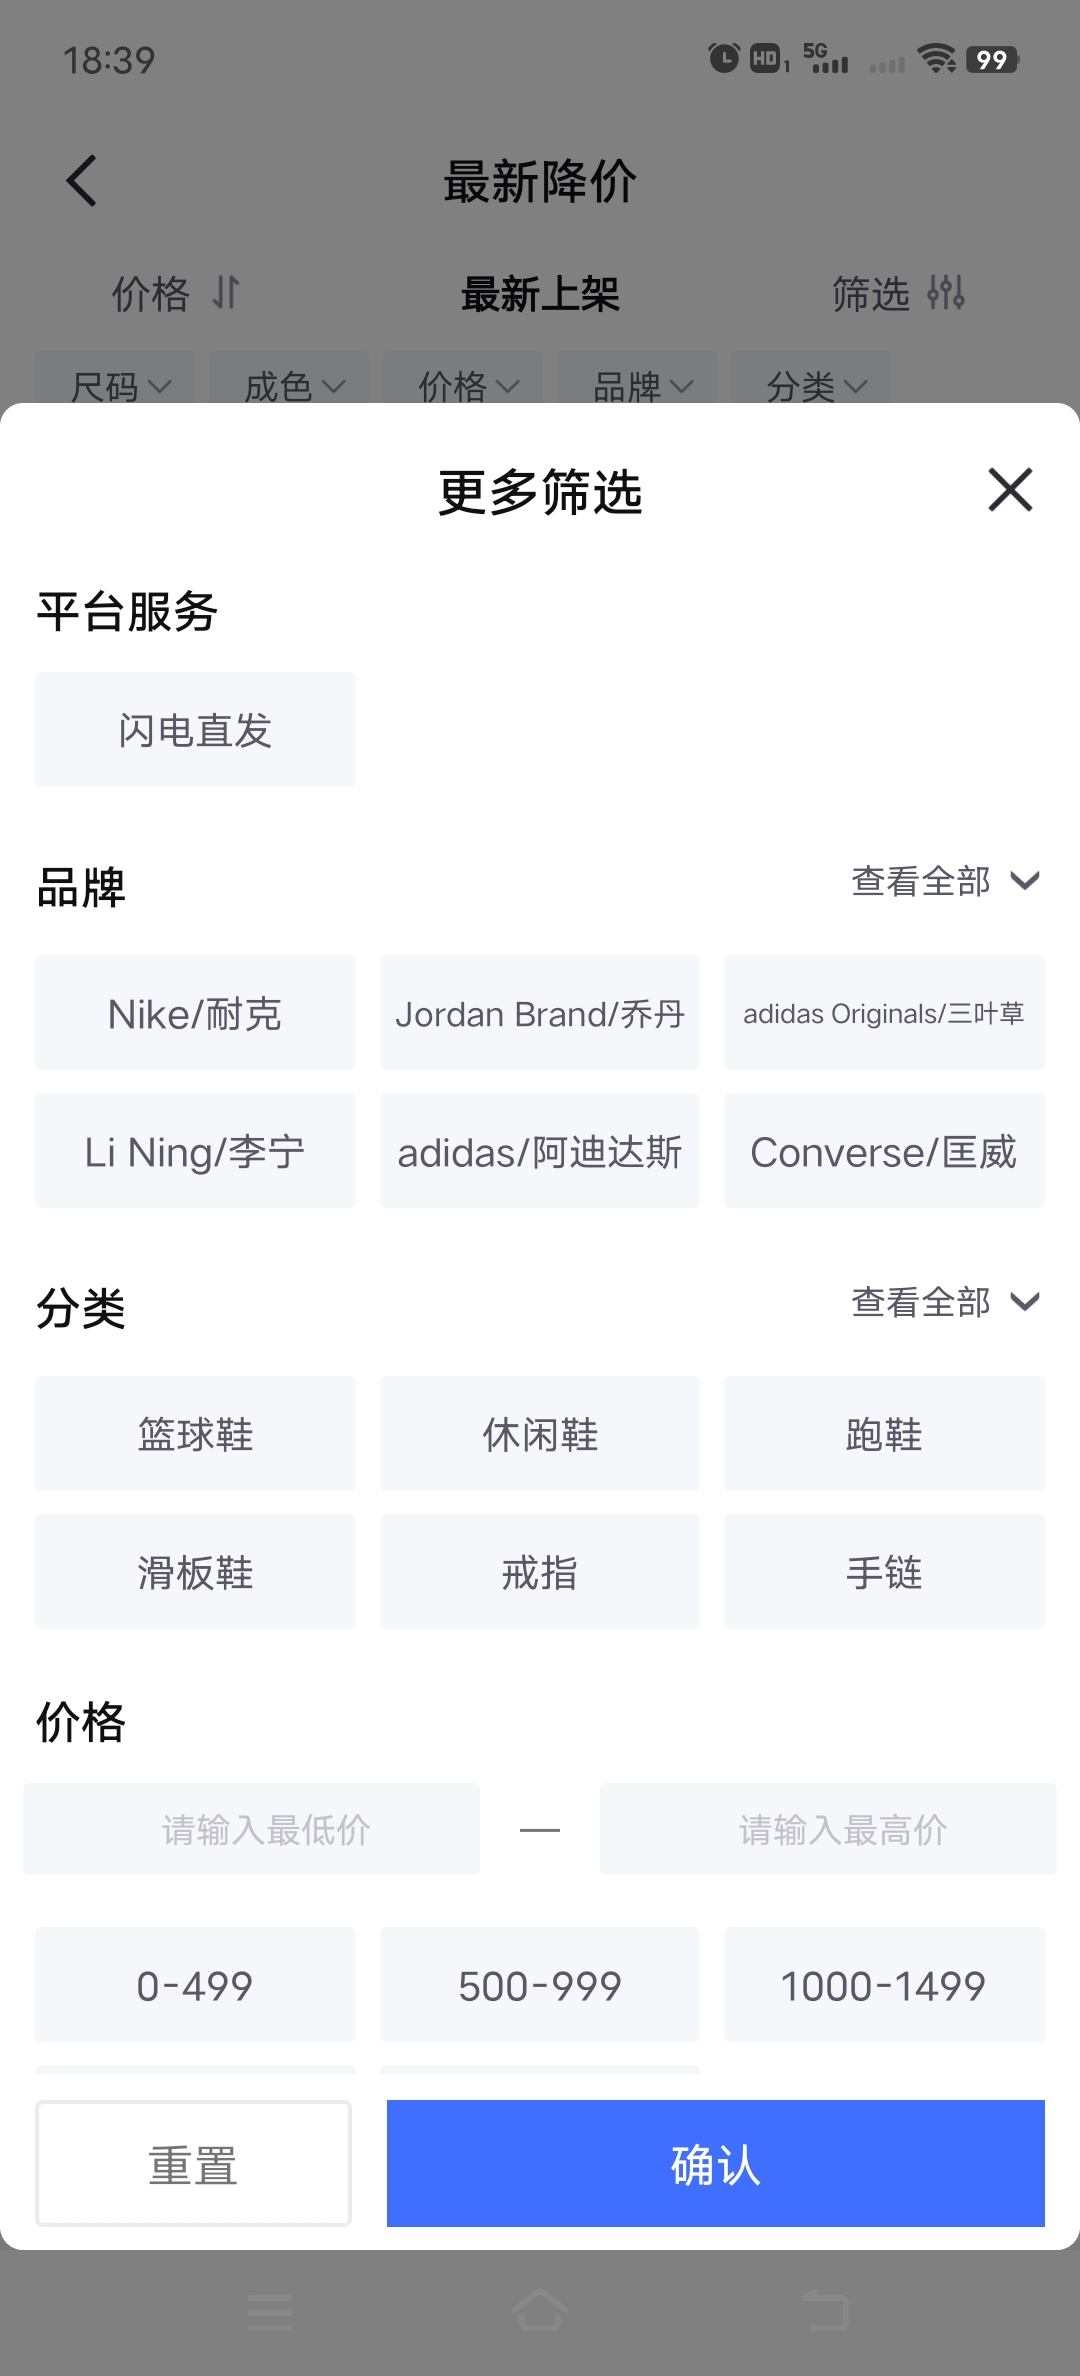 18:39
HD 1 5G 99
最新降价
价格 最新上架 筛选
尺码 成色 价格 品牌 分类
更多筛选
平台服务
闪电直发
品牌 查看全部
Nike/耐克 Jordan Brand/乔丹 adidas Originals/三叶草
Li Ning/李宁 adidas/阿迪达斯 Converse/匡威
分类 查看全部
篮球鞋 休闲鞋 跑鞋
滑板鞋 戒指 手链
价格
请输入最低价 — 请输入最高价
0-499 500-999 1000-1499
重置 确认